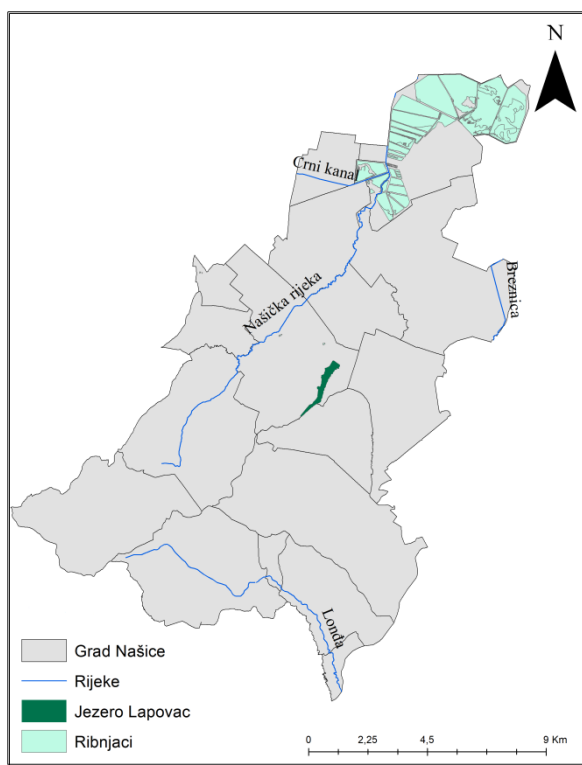 N
Crni kanal
Našička rijeka
Breznica
Londa
Grad Našice
Rijeke
Jezero Lapovac
Ribnjaci
0 2,25 4,5 9 Km